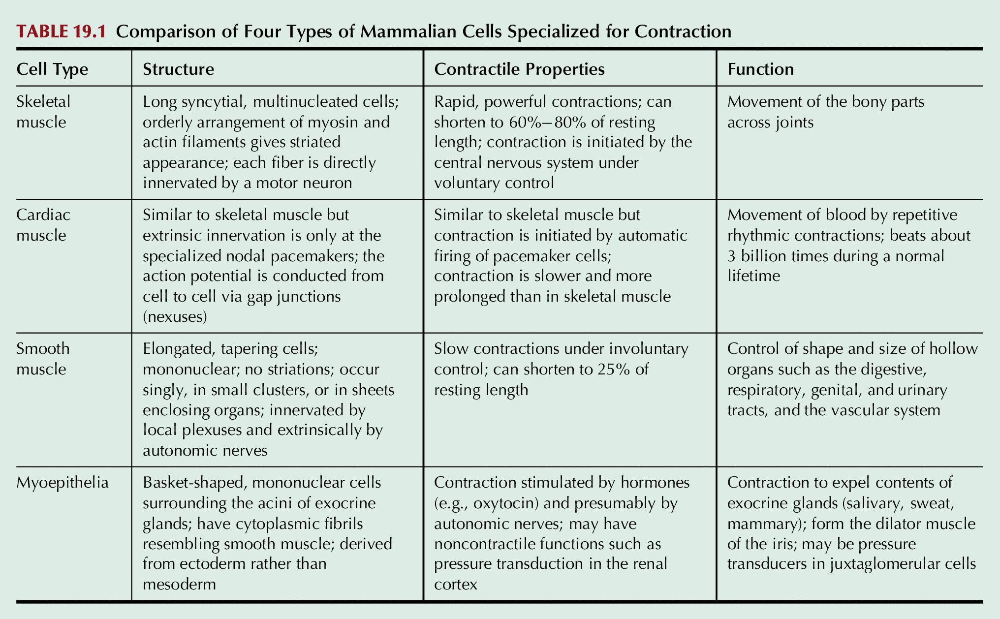 TABLE 19.1 Comparison of Four Types of Mammalian Cells Specialized for Contraction
Cell Type
Structure
Contractile Properties
Function
Skeletal
muscle
Long syncytial, multinucleated cells;
orderly arrangement of myosin and
actin filaments gives striated
appearance; each fiber is directly
innervated by a motor neuron
Rapid, powerful contractions; can
shorten to 60%–80% of resting
length; contraction is initiated by the
central nervous system under
voluntary control
Movement of the bony parts
across joints
Cardiac
muscle
Similar to skeletal muscle but
extrinsic innervation is only at the
specialized nodal pacemakers; the
action potential is conducted from
cell to cell via gap junctions
(nexuses)
Similar to skeletal muscle but
contraction is initiated by automatic
firing of pacemaker cells;
contraction is slower and more
prolonged than in skeletal muscle
Movement of blood by repetitive
rhythmic contractions; beats about
3 billion times during a normal
lifetime
Smooth
muscle
Elongated, tapering cells;
mononuclear; no striations; occur
singly, in small clusters, or in sheets
enclosing organs; innervated by
local plexuses and extrinsically by
autonomic nerves
Slow contractions under involuntary
control; can shorten to 25% of
resting length
Control of shape and size of hollow
organs such as the digestive,
respiratory, genital, and urinary
tracts, and the vascular system
Myoepithelia
Basket-shaped, mononuclear cells
surrounding the acini of exocrine
glands; have cytoplasmic fibrils
resembling smooth muscle; derived
from ectoderm rather than
mesoderm
Contraction stimulated by hormones
(e.g., oxytocin) and presumably by
autonomic nerves; may have
noncontractile functions such as
pressure transduction in the renal
cortex
Contraction to expel contents of
exocrine glands (salivary, sweat,
mammary); form the dilator muscle
of the iris; may be pressure
transducers in juxtaglomerular cells